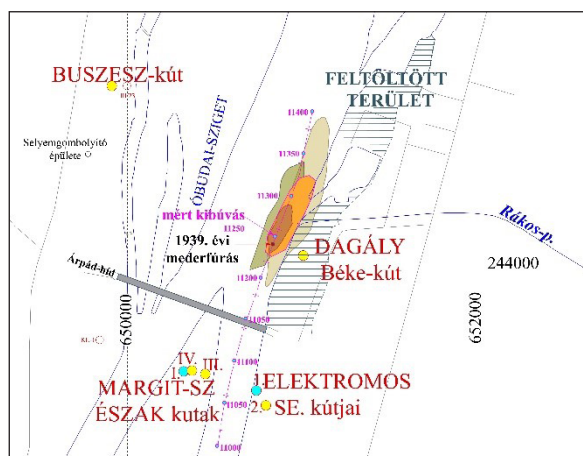 BUSZESZ-kút
FELTÖLTÖTT
TERÜLET
Selyemgombolyító
épülete
ÓBUDAI-SZIGET
11400
11350
11300
mért kibúvás
11250
1939. évi
mederfúrás
Rákos-p.
DAGÁLY
Béke-kút
244000
11200
Árpád-híd
650000
652000
11050
11100
I.
IV.
III.
MARGIT-SZ
ÉSZAK kutak
1.
ELEKTROMOS
2.
SE. kútjai
11050
11000